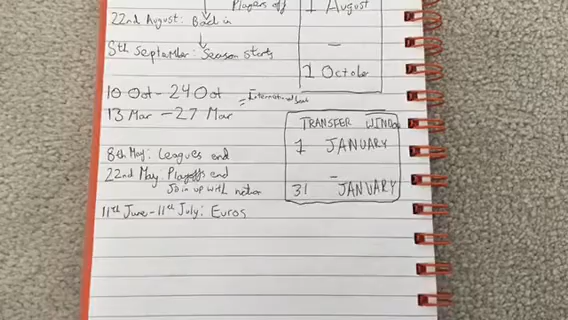 Players off
1 August
22nd August: Back in
–
5th September: Season starts
1 October
10 Oct - 24 Oct
= International break
13 Mar - 27 Mar
TRANSFER WINDOW
1 JANUARY
–
31 JANUARY
8th May: Leagues end
22nd May: Playoffs end
Join up with nation
11th June - 11th July: Euros